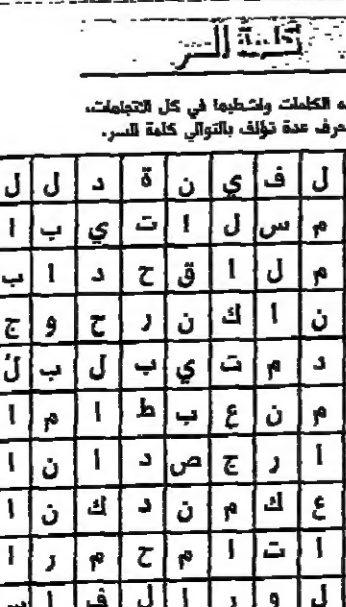 كلمة السر
ه الكلمات واشطبها في كل الاتجاهات،
حرف عدة تؤلف بالتوالي كلمة السر.
ل ف ي ن ة د ل ل
م س ل ا ت ي ب ا
م ل ا ق ح د ا ب
ن ا ك ن ر ح و ج
د م ت ي ب ل ب ل
م ن ع ب ط ا م ا
ا ر ج ص د ا ن ا
ع ك م ن د ك ن ا
ا ت ا م ح م ر ا
ل و ر ا ل ف ا س